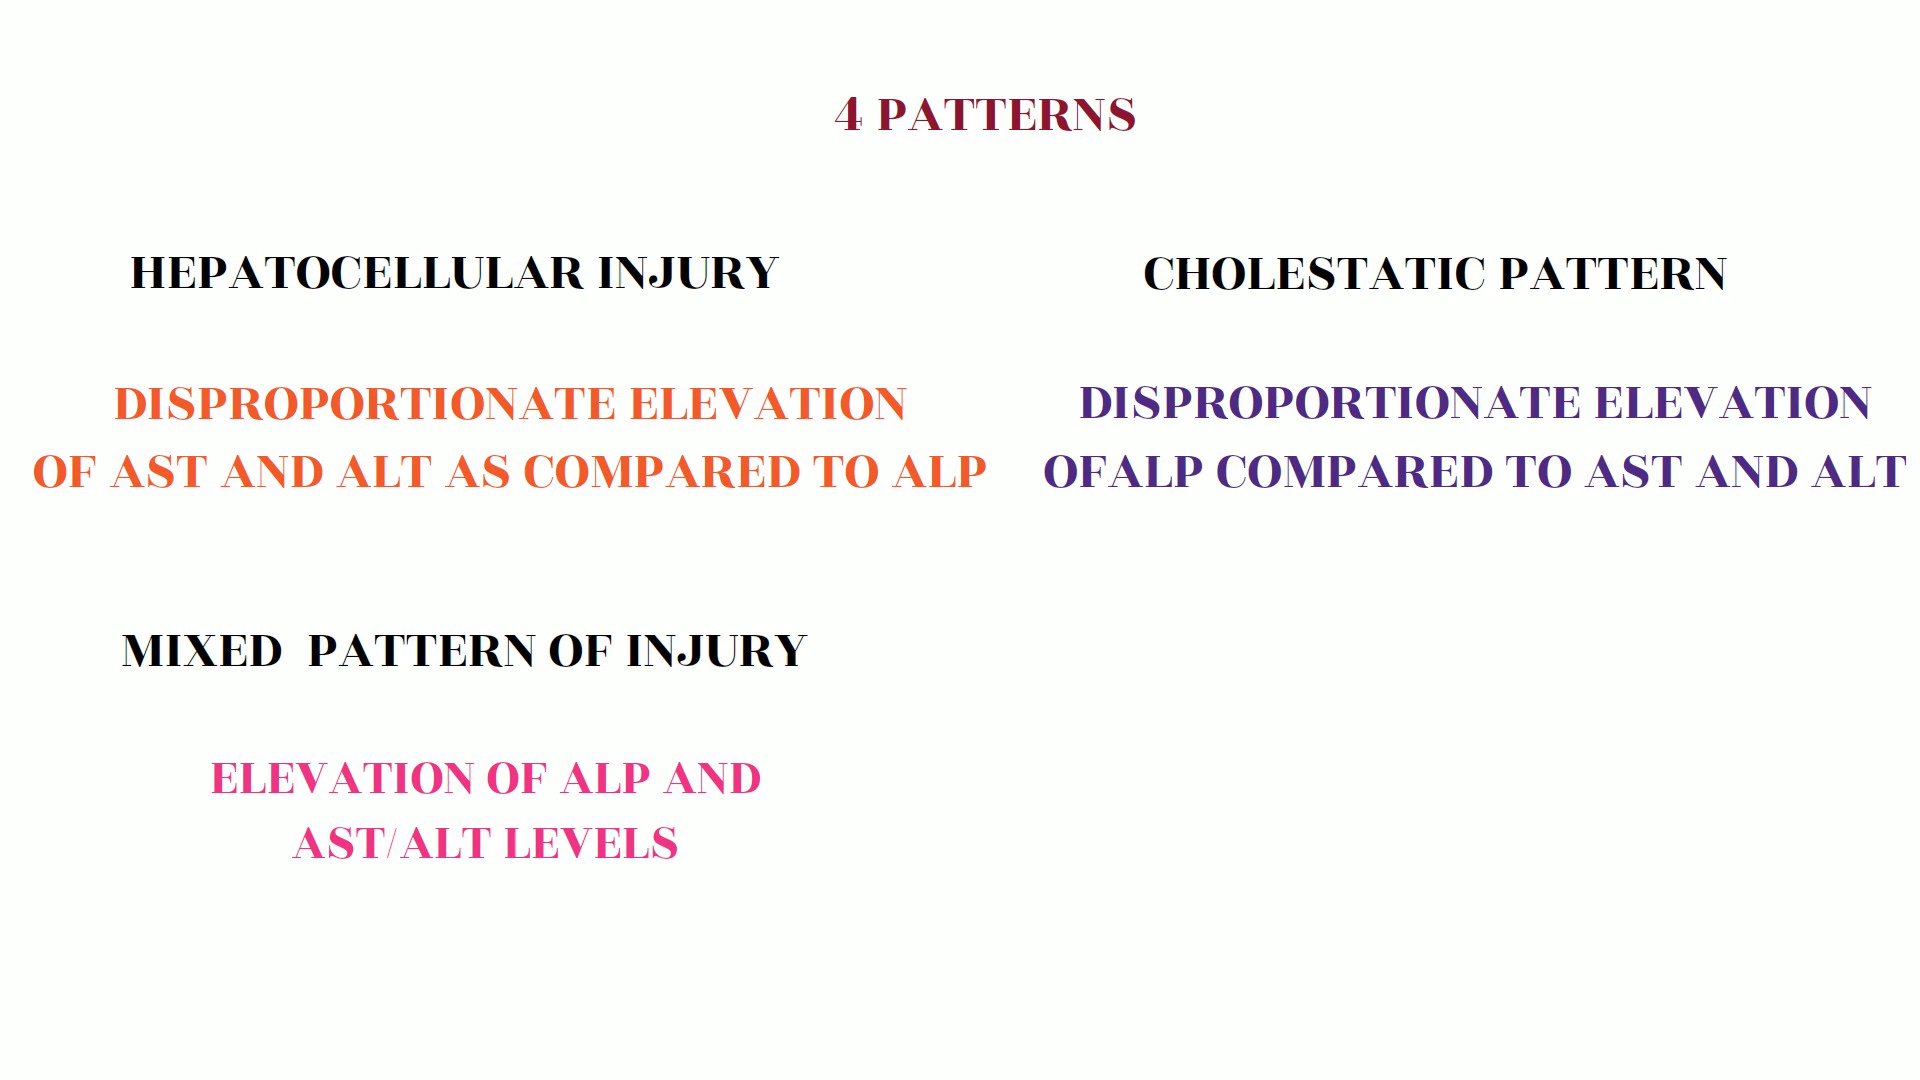 4 PATTERNS
HEPATOCELLULAR INJURY
DISPROPORTIONATE ELEVATION
OF AST AND ALT AS COMPARED TO ALP
CHOLESTATIC PATTERN
DISPROPORTIONATE ELEVATION
OFALP COMPARED TO AST AND ALT
MIXED PATTERN OF INJURY
ELEVATION OF ALP AND
AST/ALT LEVELS